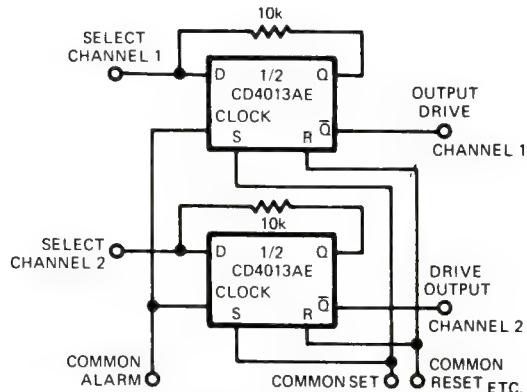 10k
SELECT
CHANNEL 1
D 1/2 Q
CD4013AE
CLOCK
S R Q̅
OUTPUT
DRIVE
CHANNEL 1
10k
SELECT
CHANNEL 2
D 1/2 Q
CD4013AE
CLOCK
S R Q̅
DRIVE
OUTPUT
CHANNEL 2
COMMON
ALARM
COMMON SET
COMMON
RESET ETC.